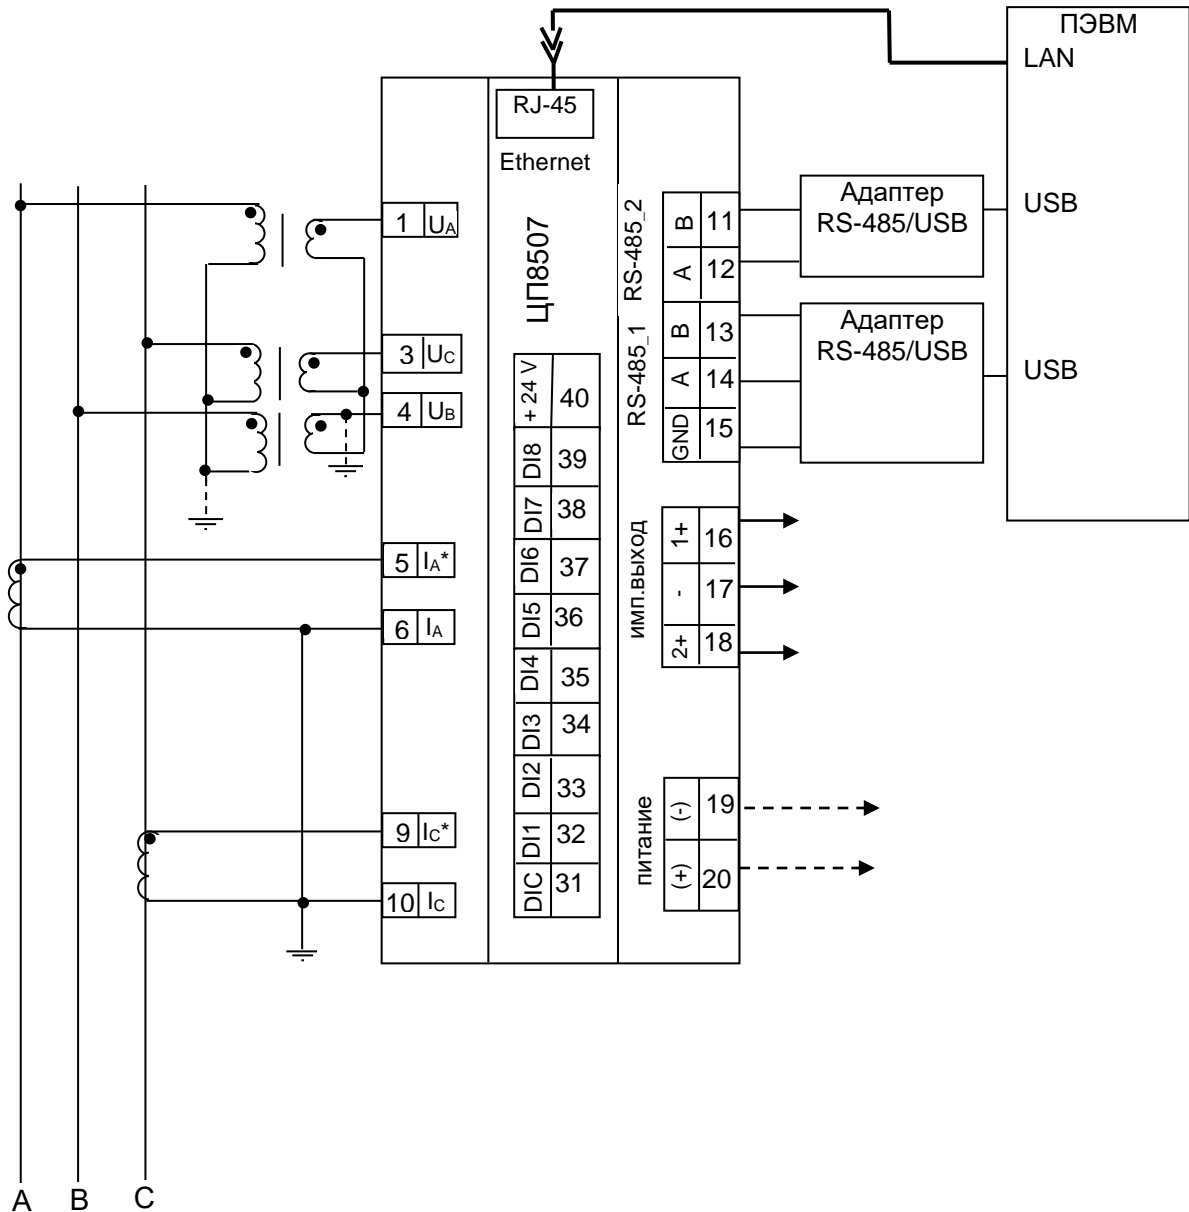 ПЭВМ
LAN
USB
USB
RJ-45
Ethernet
ЦП8507
1 UA
3 UC
4 UB
5 IA*
6 IA
9 IC*
10 IC
+ 24 V 40
DI8 39
DI7 38
DI6 37
DI5 36
DI4 35
DI3 34
DI2 33
DI1 32
DIC 31
RS-485_2
B 11
A 12
RS-485_1
B 13
A 14
GND 15
Адаптер
RS-485/USB
Адаптер
RS-485/USB
имп.выход
1+ 16
- 17
2+ 18
питание
(-) 19
(+) 20
A B C